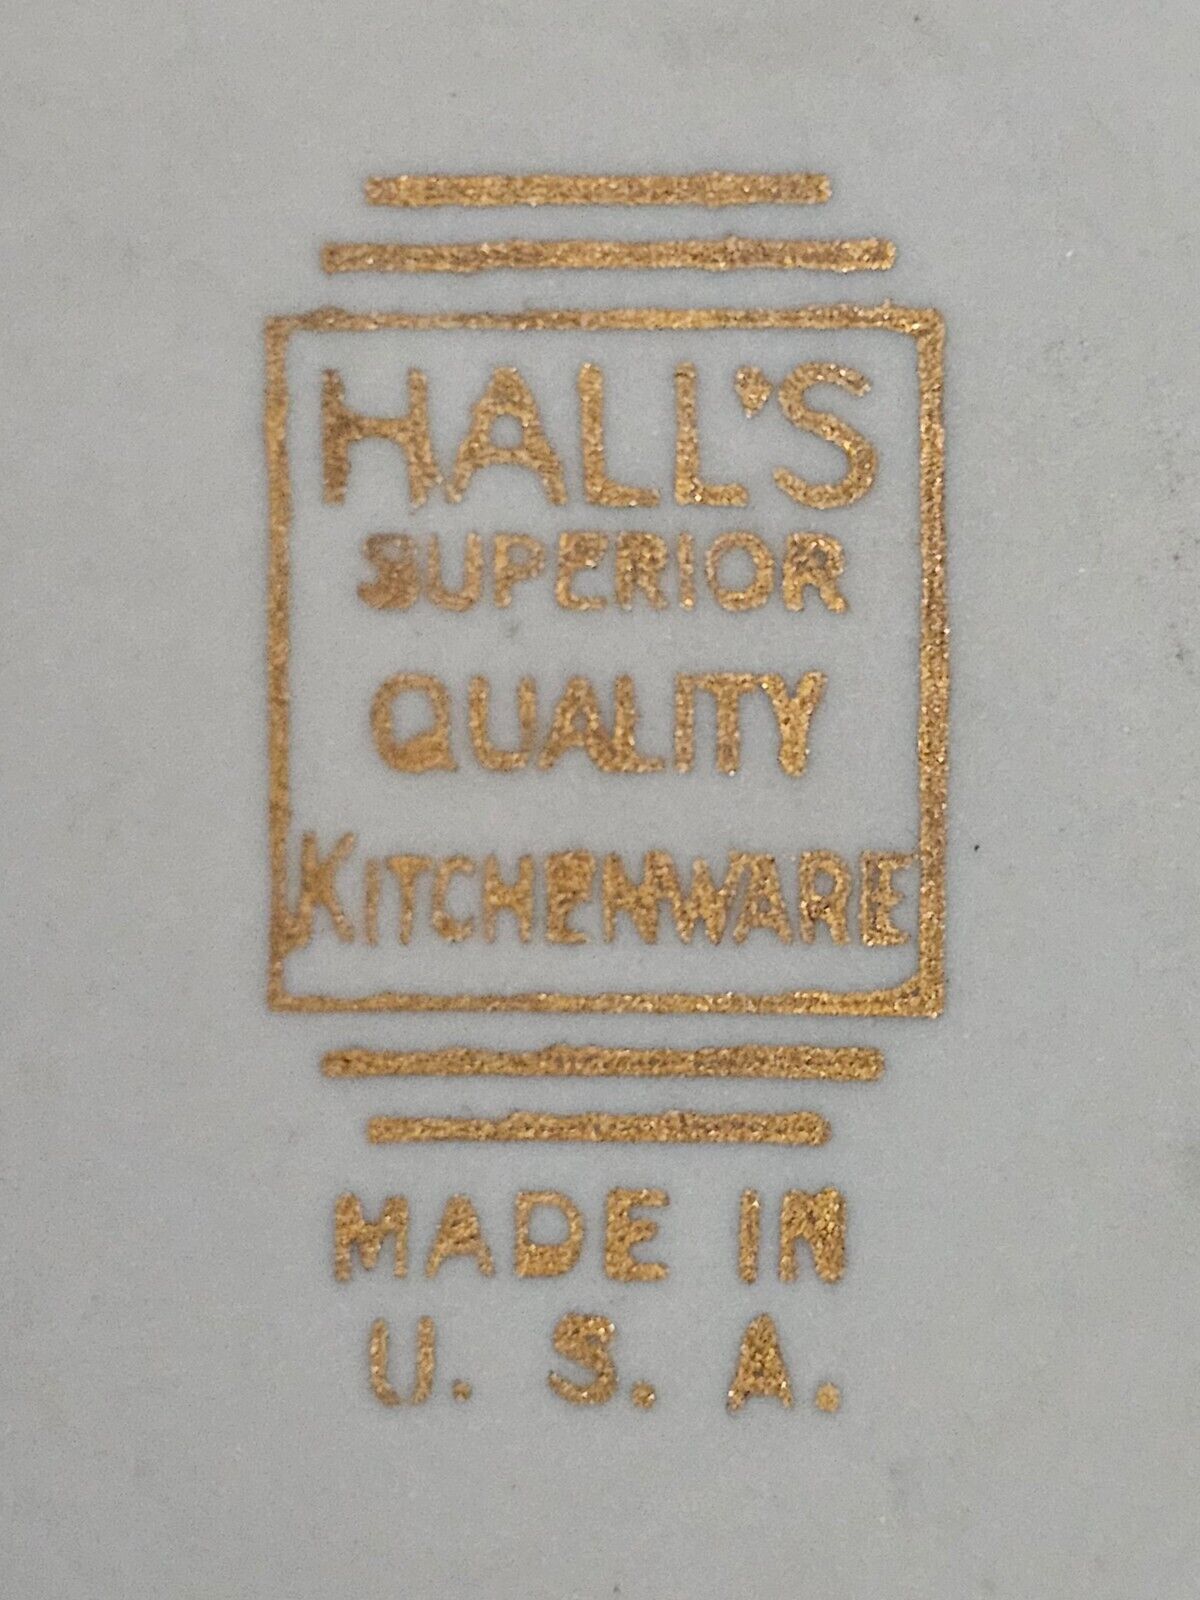 HALL'S
SUPERIOR
QUALITY
KITCHENWARE
MADE IN
U. S. A.